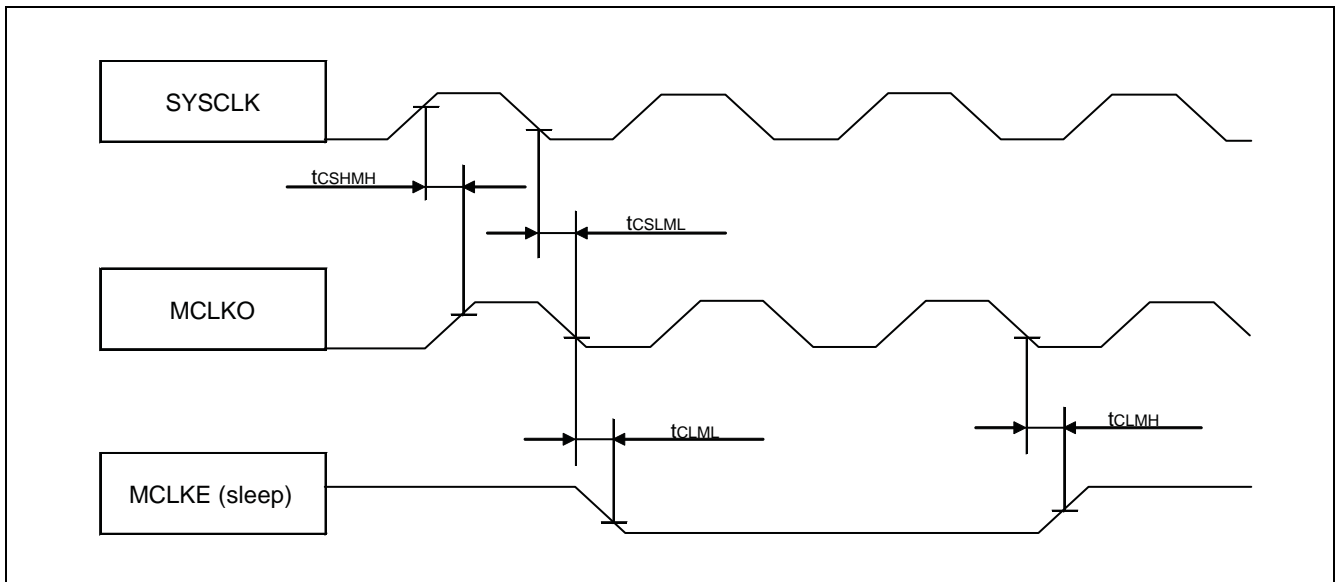 SYSCLK
tCSHMH
tCSLML
MCLKO
tCLML
tCLMH
MCLKE (sleep)